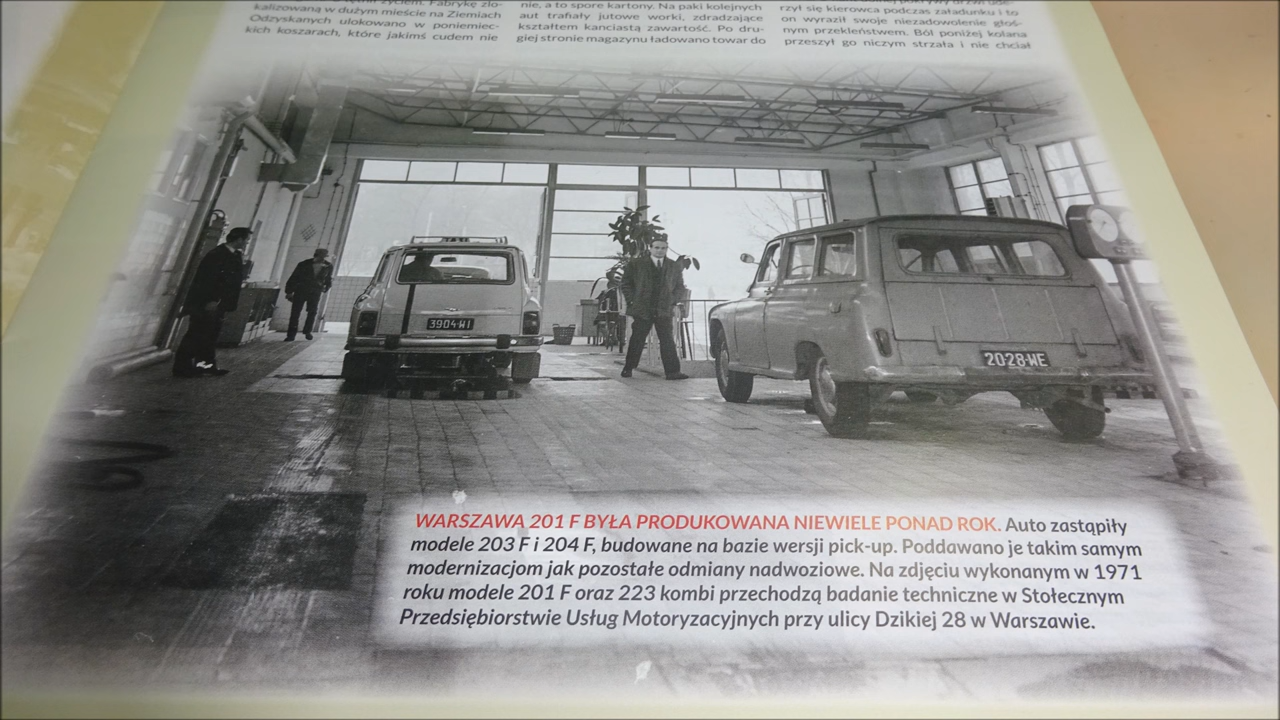 życiem. Fabrykę zlo-
kalizowaną w dużym mieście na Ziemiach
Odzyskanych ulokowano w poniemiec-
kich koszarach, które jakimś cudem nie
nie, a to spore kartony. Na paki kolejnych
aut trafiały jutowe worki, zdradzające
kształtem kanciastą zawartość. Po dru-
giej stronie magazynu ładowano towar do
rzył się kierowca podczas załadunku i to
on wyraził swoje niezadowolenie głoś-
nym przekleństwem. Ból poniżej kolana
przeszył go niczym strzała i nie chciał
3904 WI
20-28-WE
WARSZAWA 201 F BYŁA PRODUKOWANA NIEWIELE PONAD ROK. Auto zastąpiły
modele 203 F i 204 F, budowane na bazie wersji pick-up. Poddawano je takim samym
modernizacjom jak pozostałe odmiany nadwoziowe. Na zdjęciu wykonanym w 1971
roku modele 201 F oraz 223 kombi przechodzą badanie techniczne w Stołecznym
Przedsiębiorstwie Usług Motoryzacyjnych przy ulicy Dzikiej 28 w Warszawie.